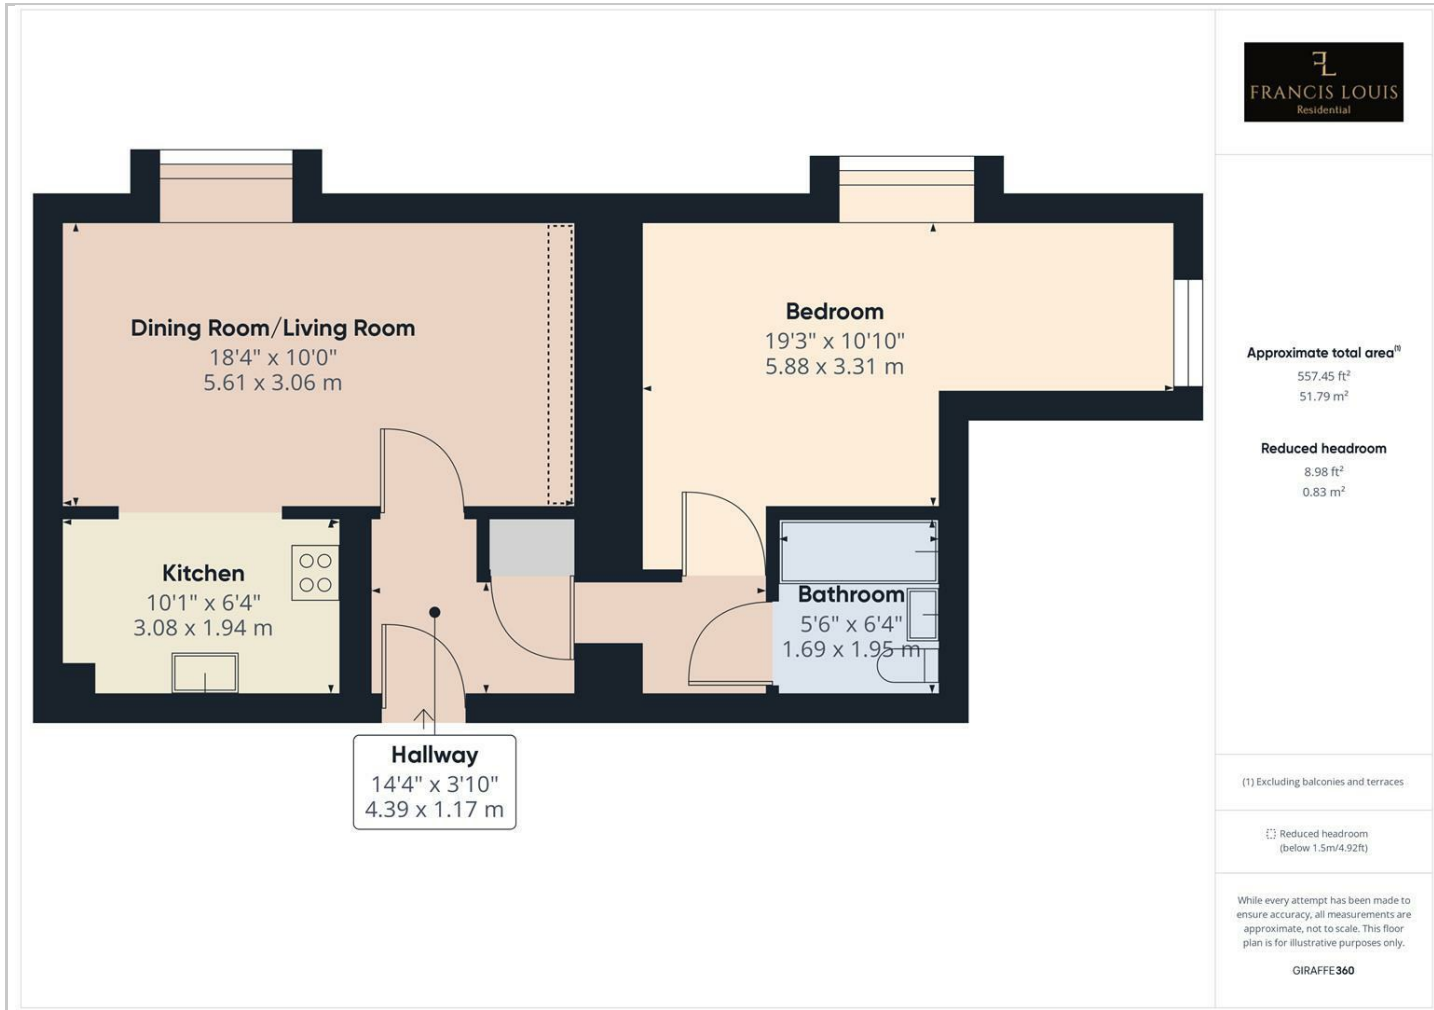 Dining Room/Living Room
18'4" x 10'0"
5.61 x 3.06 m
Bedroom
19'3" x 10'10"
5.88 x 3.31 m
Kitchen
10'1" x 6'4"
3.08 x 1.94 m
Bathroom
5'6" x 6'4"
1.69 x 1.95 m
Hallway
14'4" x 3'10"
4.39 x 1.17 m
FL
FRANCIS LOUIS
Residential
Approximate total area⁽¹⁾
557.45 ft²
51.79 m²
Reduced headroom
8.98 ft²
0.83 m²
(1) Excluding balconies and terraces
Reduced headroom
(below 1.5m/4.92ft)
While every attempt has been made to
ensure accuracy, all measurements are
approximate, not to scale. This floor
plan is for illustrative purposes only.
GIRAFFE360